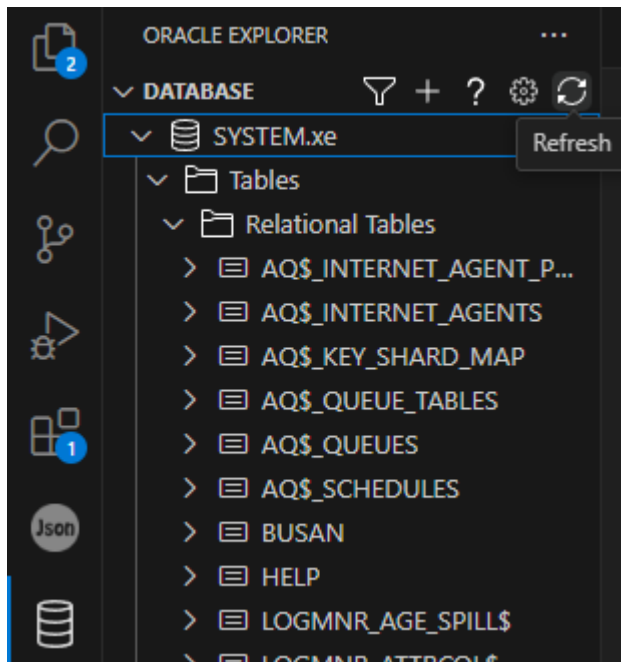 ORACLE EXPLORER ...
2
DATABASE + ?
SYSTEM.xe
Refresh
Tables
Relational Tables
AQ$_INTERNET_AGENT_P...
AQ$_INTERNET_AGENTS
AQ$_KEY_SHARD_MAP
AQ$_QUEUE_TABLES
1
AQ$_QUEUES
AQ$_SCHEDULES
Json
BUSAN
HELP
LOGMNR_AGE_SPILL$
LOGMNR_ATTRCOL$